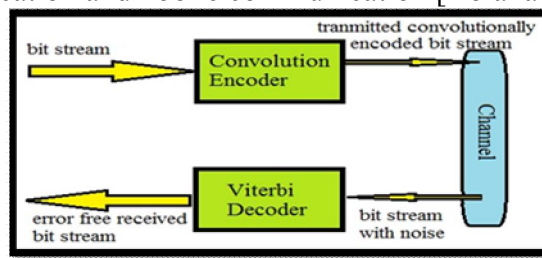 bit stream
Convolution
Encoder
tranmitted convolutionally
encoded bit stream
Channel
Viterbi
Decoder
bit stream
with noise
error free received
bit stream